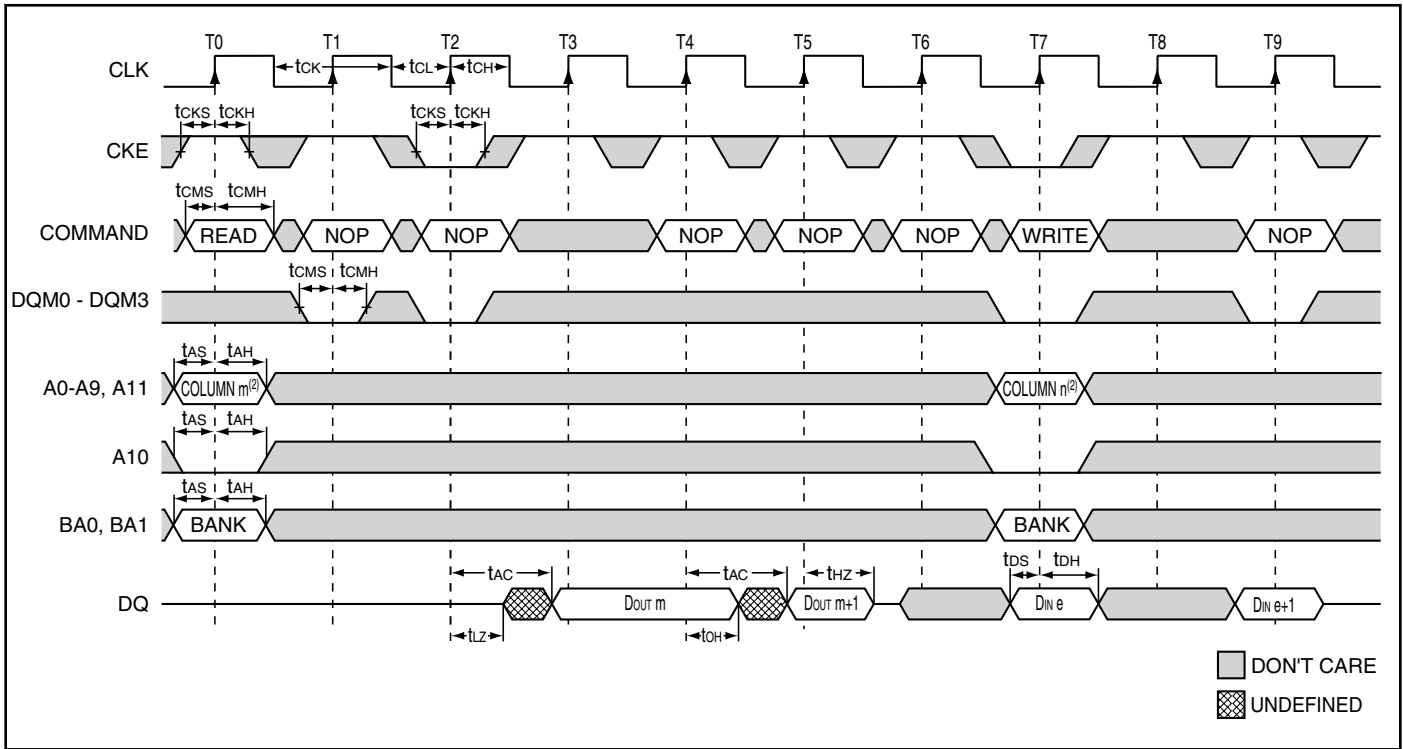 T0 T1 T2 T3 T4 T5 T6 T7 T8 T9
CLK tCK tCL tCH
tCKS tCKH tCKS tCKH
CKE
tCMS tCMH
COMMAND READ NOP NOP NOP NOP NOP WRITE NOP
tCMS tCMH
DQM0 - DQM3
tAS tAH
A0-A9, A11 COLUMN m(2) COLUMN n(2)
tAS tAH
A10
tAS tAH
BA0, BA1 BANK BANK
tAC tAC tHZ tDS tDH
DQ DOUT m DOUT m+1 DIN e DIN e+1
tLZ tOH
DON'T CARE
UNDEFINED